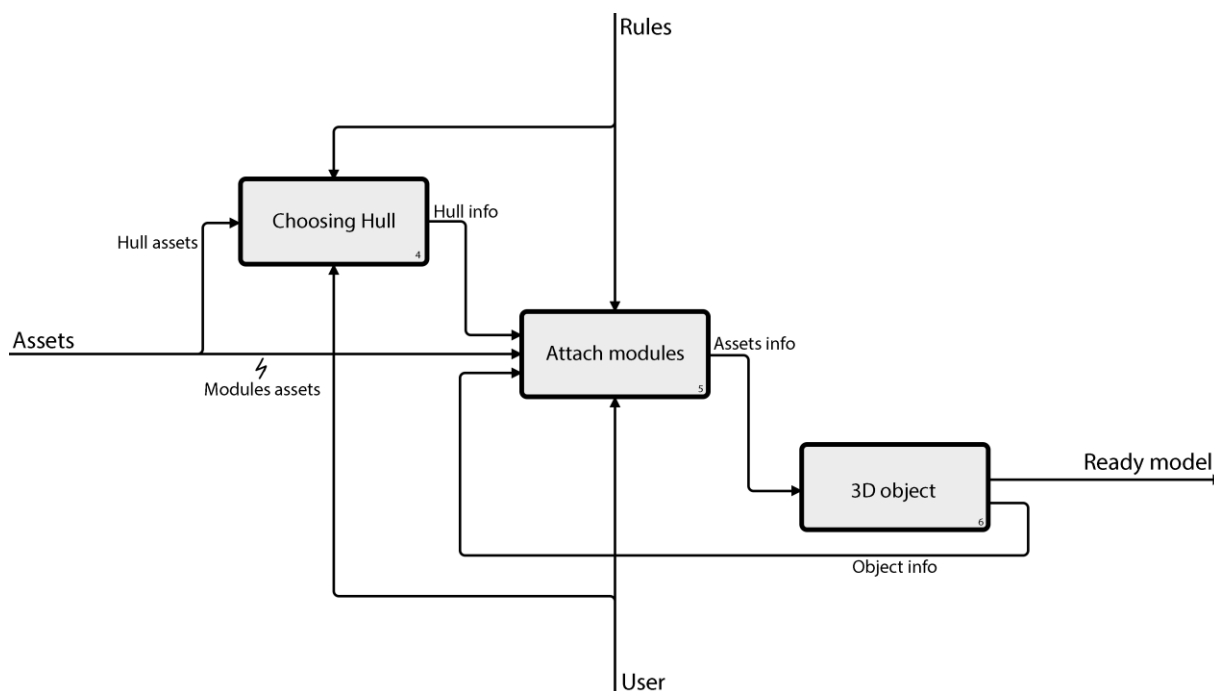 Rules
Choosing Hull
4
Hull info
Hull assets
Assets
Modules assets
Attach modules
5
Assets info
3D object
6
Ready model
Object info
User